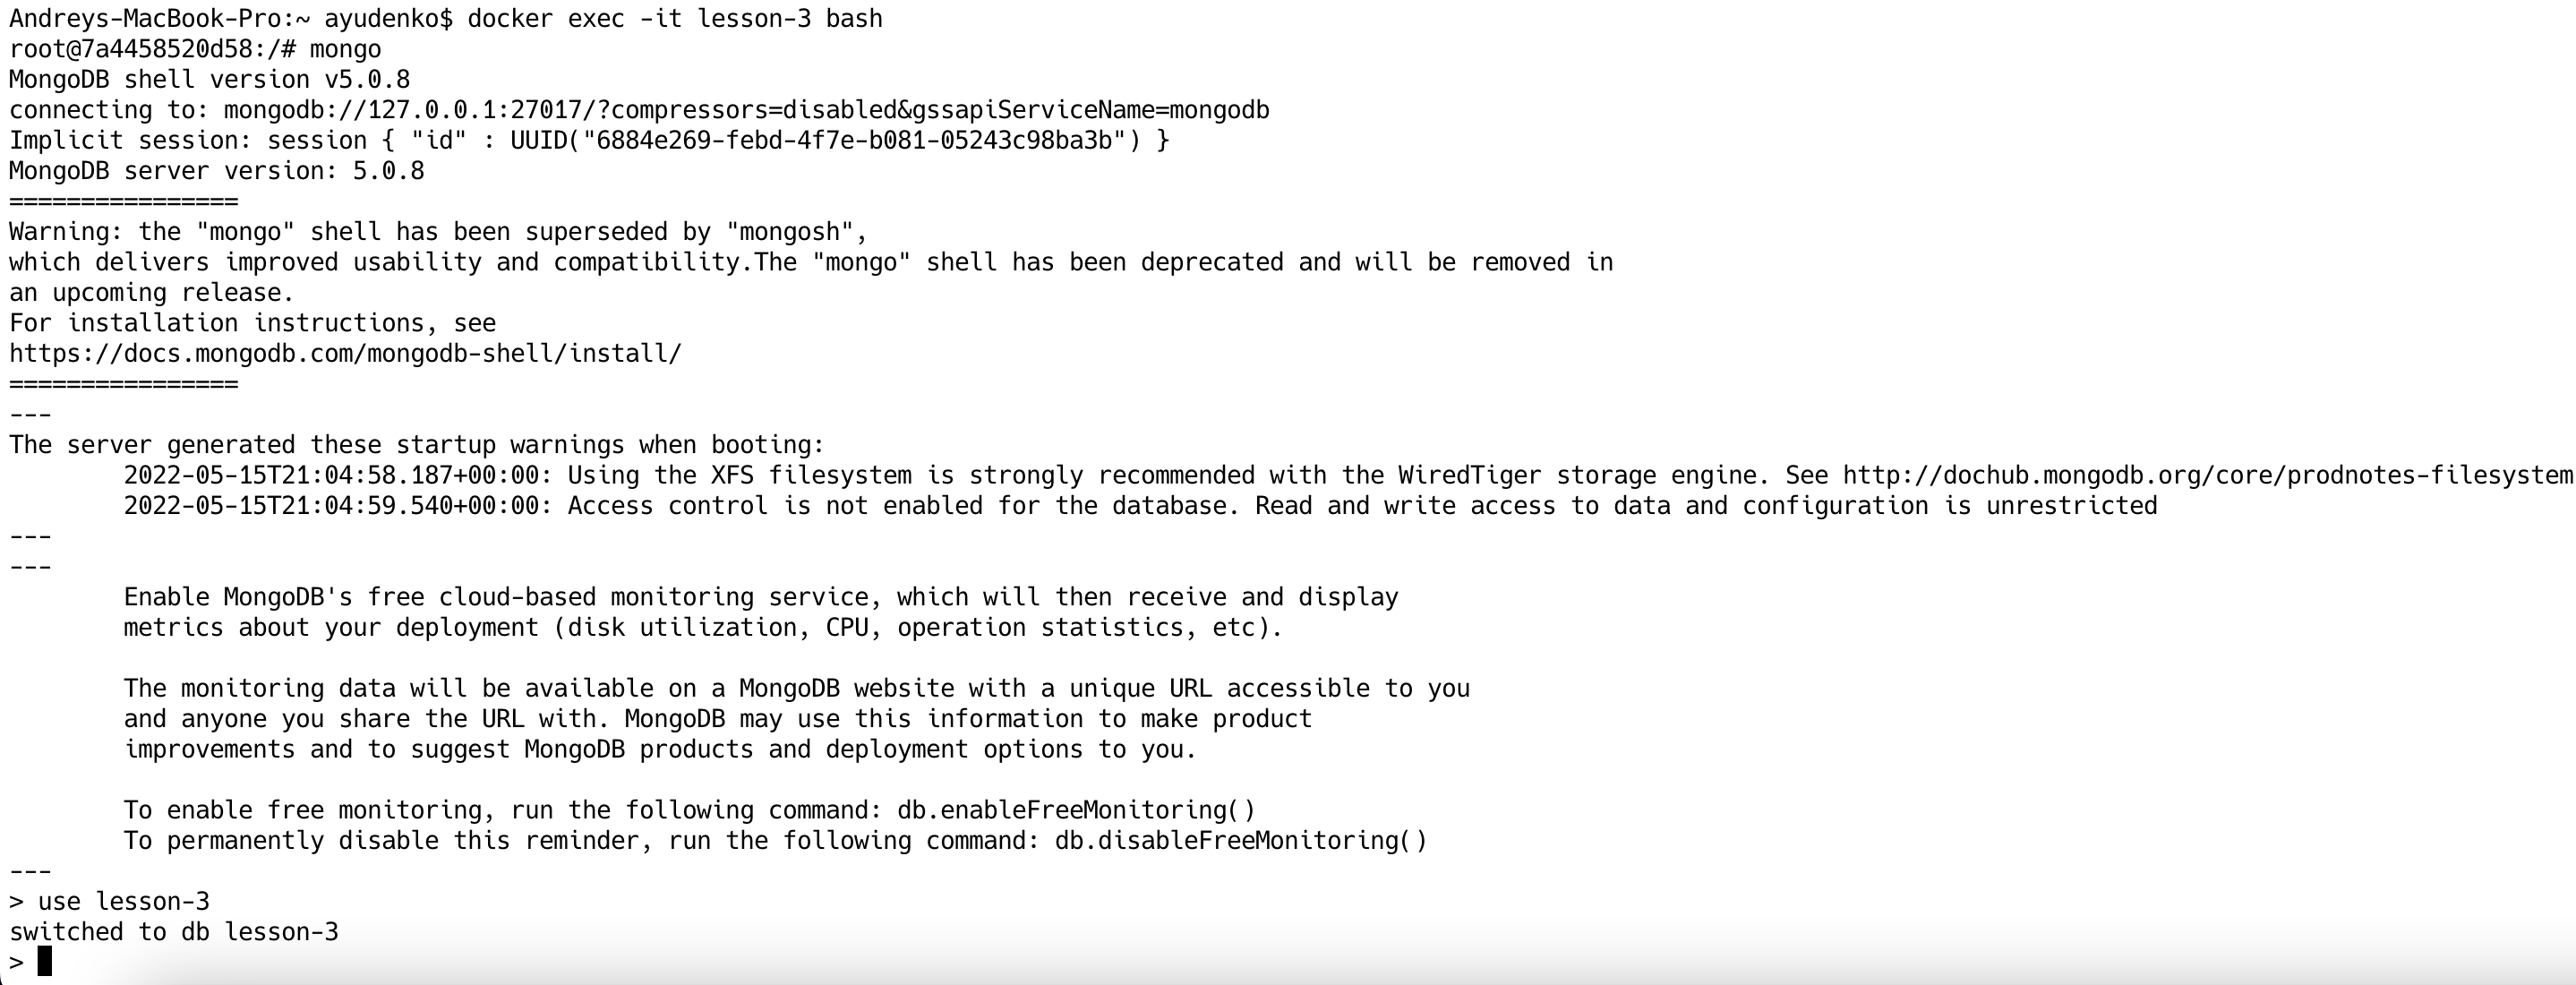 Andreys-MacBook-Pro:~ ayudenko$ docker exec -it lesson-3 bash
root@7a4458520d58:/# mongo
MongoDB shell version v5.0.8
connecting to: mongodb://127.0.0.1:27017/?compressors=disabled&gssapiServiceName=mongodb
Implicit session: session { "id" : UUID("6884e269-febd-4f7e-b081-05243c98ba3b") }
MongoDB server version: 5.0.8
================
Warning: the "mongo" shell has been superseded by "mongosh",
which delivers improved usability and compatibility.The "mongo" shell has been deprecated and will be removed in
an upcoming release.
For installation instructions, see
https://docs.mongodb.com/mongodb-shell/install/
================
---
The server generated these startup warnings when booting:
        2022-05-15T21:04:58.187+00:00: Using the XFS filesystem is strongly recommended with the WiredTiger storage engine. See http://dochub.mongodb.org/core/prodnotes-filesystem
        2022-05-15T21:04:59.540+00:00: Access control is not enabled for the database. Read and write access to data and configuration is unrestricted
---
---
        Enable MongoDB's free cloud-based monitoring service, which will then receive and display
        metrics about your deployment (disk utilization, CPU, operation statistics, etc).

        The monitoring data will be available on a MongoDB website with a unique URL accessible to you
        and anyone you share the URL with. MongoDB may use this information to make product
        improvements and to suggest MongoDB products and deployment options to you.

        To enable free monitoring, run the following command: db.enableFreeMonitoring()
        To permanently disable this reminder, run the following command: db.disableFreeMonitoring()
---
> use lesson-3
switched to db lesson-3
>